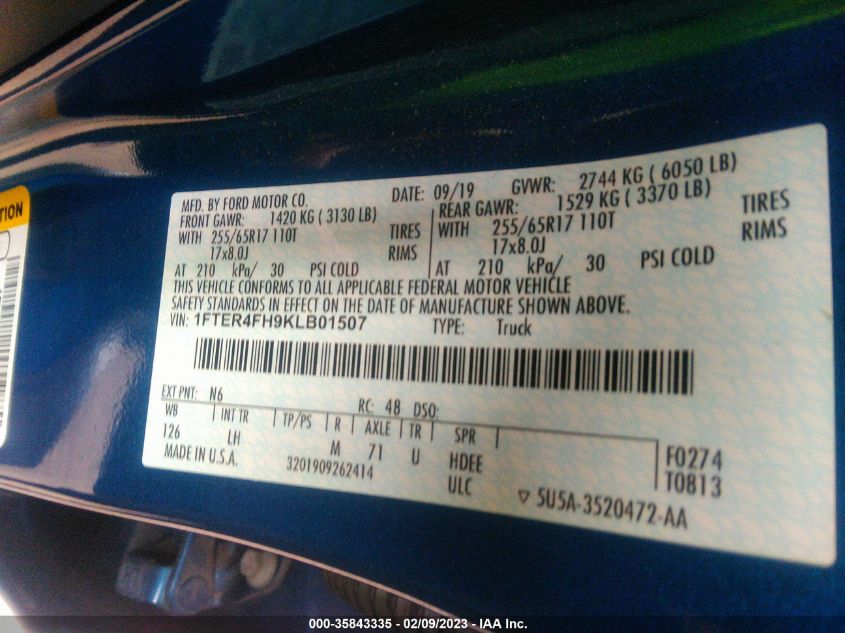 TION
MFD. BY FORD MOTOR CO. DATE: 09/19 GVWR: 2744 KG ( 6050 LB)
FRONT GAWR: 1420 KG ( 3130 LB) REAR GAWR: 1529 KG ( 3370 LB)
WITH 255/65R17 110T TIRES WITH 255/65R17 110T TIRES
17x8.0J RIMS 17x8.0J RIMS
AT 210 kPa/ 30 PSI COLD AT 210 kPa/ 30 PSI COLD
THIS VEHICLE CONFORMS TO ALL APPLICABLE FEDERAL MOTOR VEHICLE
SAFETY STANDARDS IN EFFECT ON THE DATE OF MANUFACTURE SHOWN ABOVE.
VIN: 1FTER4FH9KLB01507 TYPE: Truck
EXT PNT: N6 RC: 48 DSO:
WB INT TR TP/PS R AXLE TR SPR
126 LH M 71 U HDEE F0274
MADE IN U.S.A. 3201909262414 ULC T0813
5U5A-3520472-AA
000-35843335 - 02/09/2023 - IAA Inc.